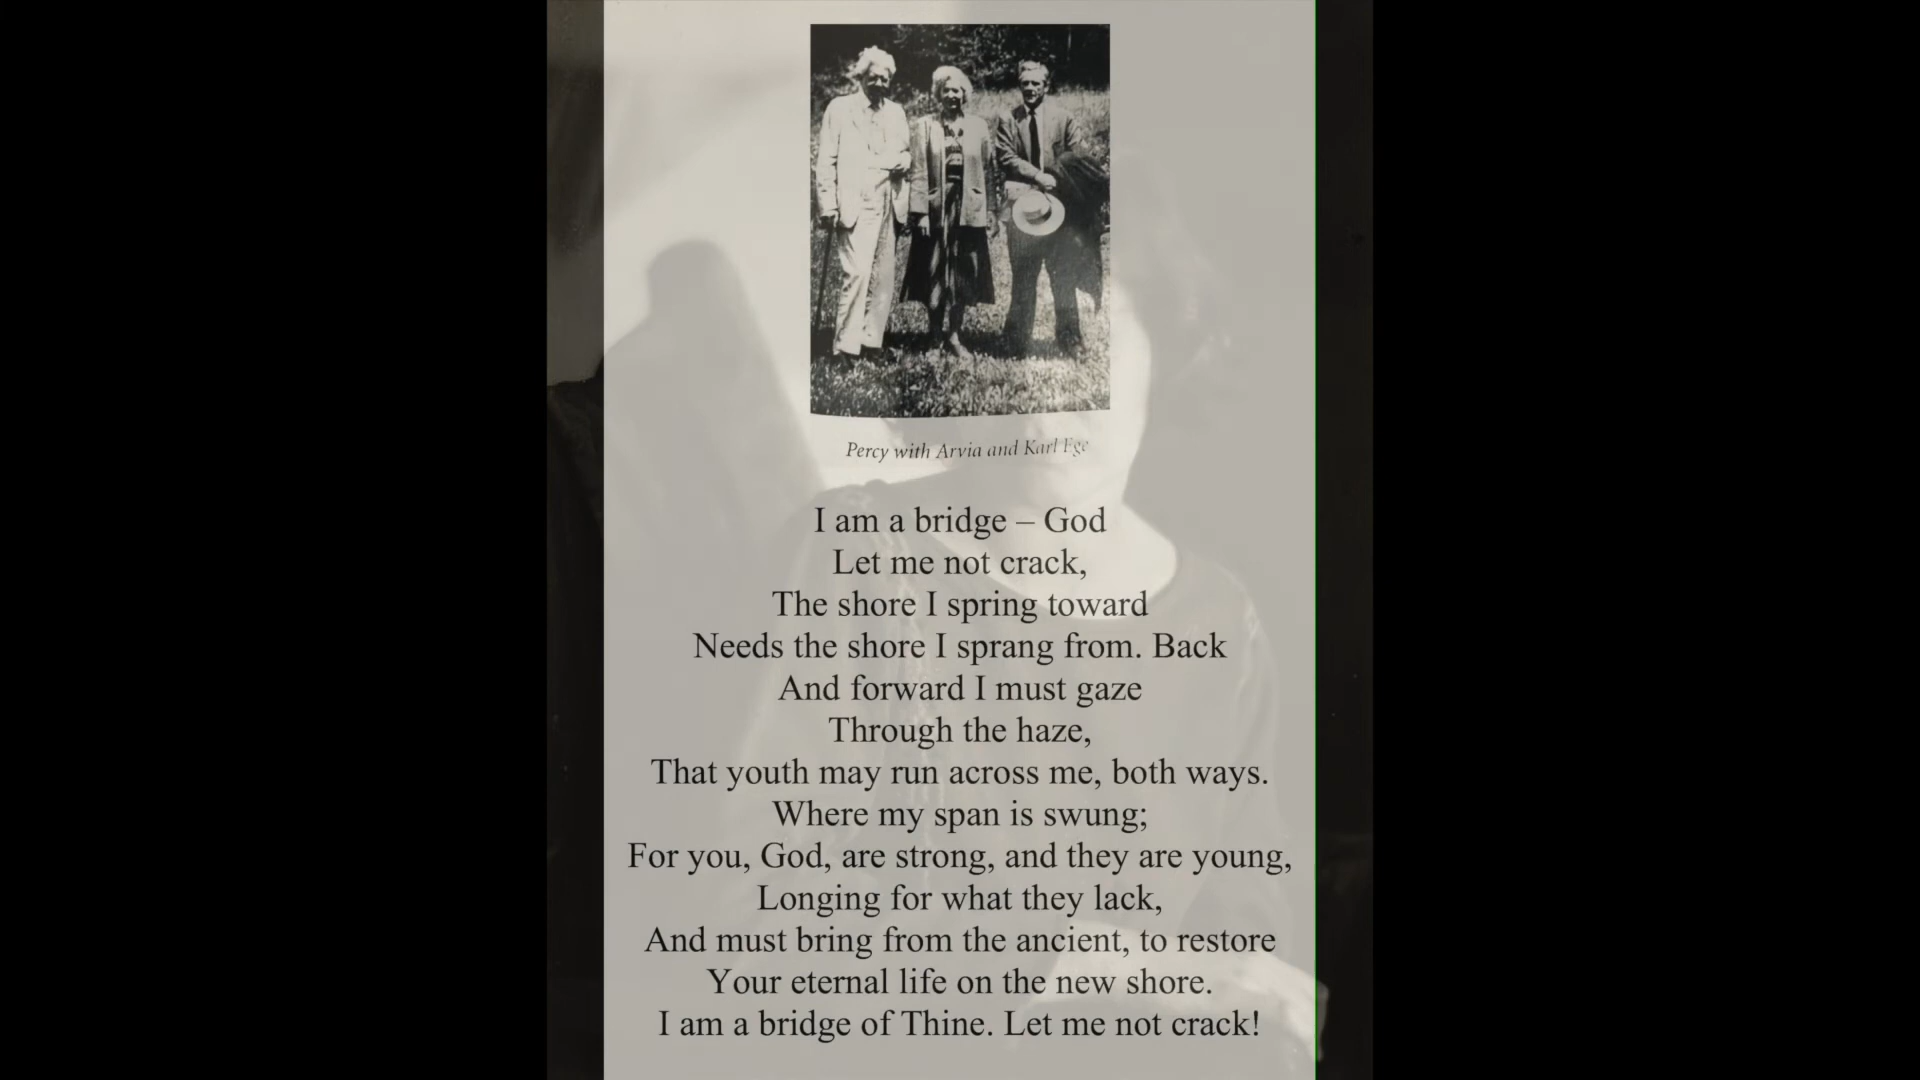 Percy with Arvia and Karl Ege
I am a bridge – God
Let me not crack,
The shore I spring toward
Needs the shore I sprang from. Back
And forward I must gaze
Through the haze,
That youth may run across me, both ways.
Where my span is swung;
For you, God, are strong, and they are young,
Longing for what they lack,
And must bring from the ancient, to restore
Your eternal life on the new shore.
I am a bridge of Thine. Let me not crack!